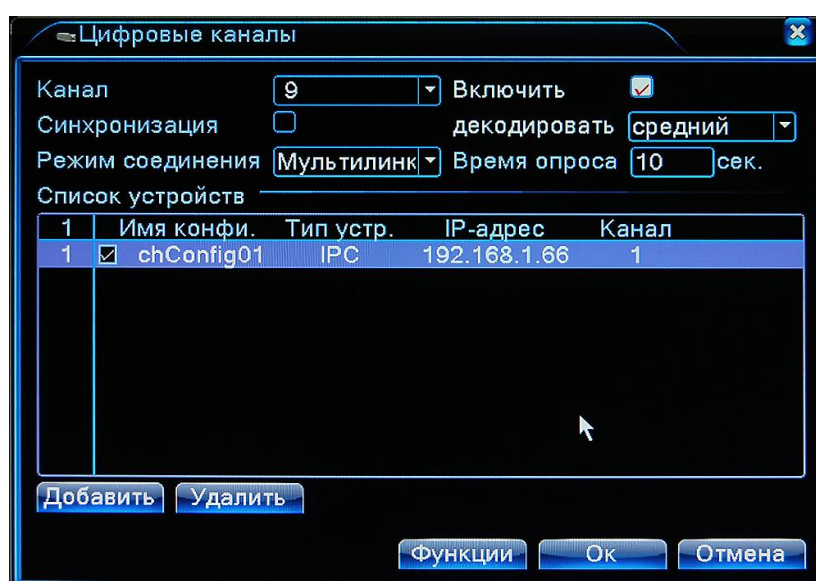 Цифровые каналы
Канал 9 Включить
Синхронизация декодировать средний
Режим соединения Мультилинк Время опроса 10 сек.
Список устройств
1 Имя конфи. Тип устр. IP-адрес Канал
1 chConfig01 IPC 192.168.1.66 1
Добавить Удалить
Функции Ок Отмена